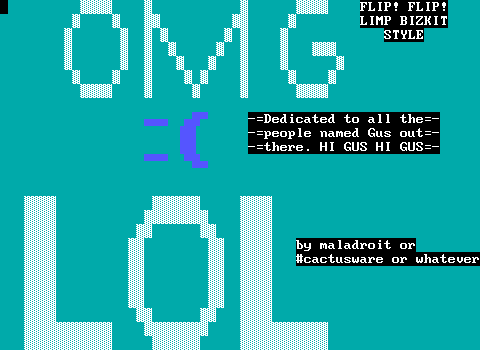 OMG
FLIP! FLIP!
LIMP BIZKIT
STYLE
=(
-=Dedicated to all the=-
-=people named Gus out=-
-=there. HI GUS HI GUS=-
LOL
by maladroit or
#cactusware or whatever